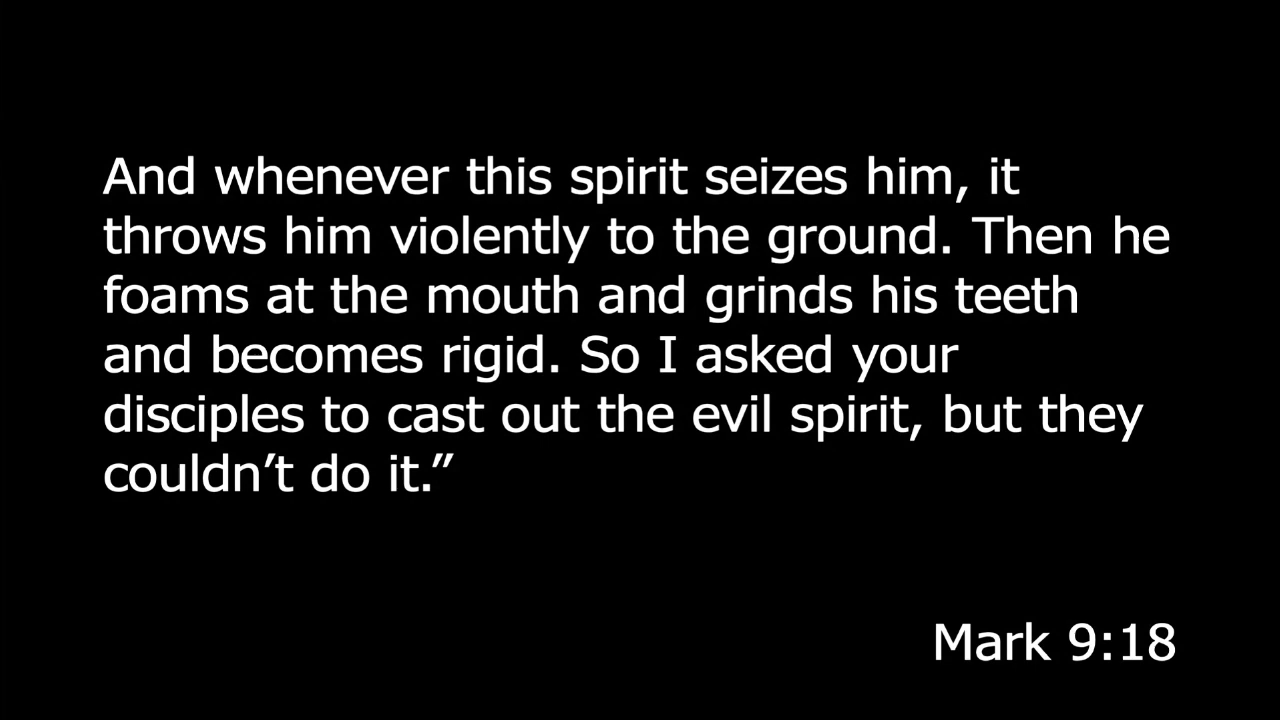 And whenever this spirit seizes him, it
throws him violently to the ground. Then he
foams at the mouth and grinds his teeth
and becomes rigid. So I asked your
disciples to cast out the evil spirit, but they
couldn’t do it.”
Mark 9:18